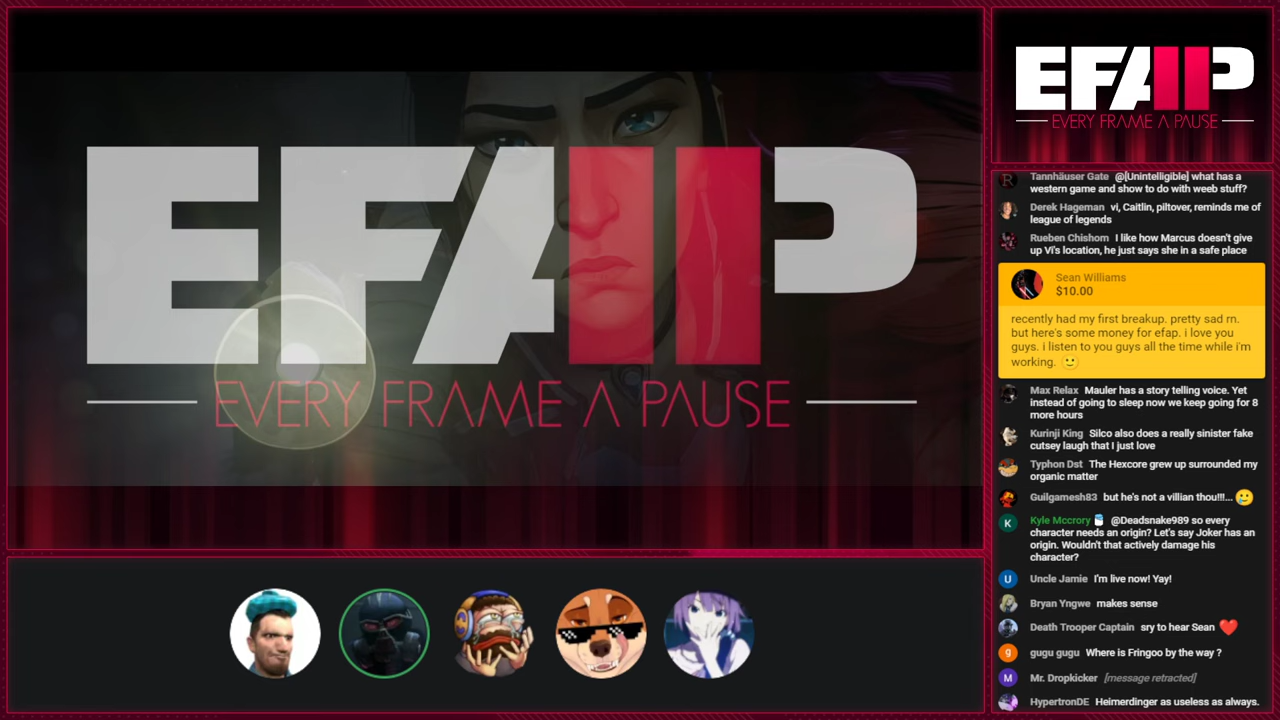 EFAP
EVERY FRAME A PAUSE
EFAP
EVERY FRAME A PAUSE
R
Tannhäuser Gate @[Unintelligible] what has a
western game and show to do with weeb stuff?
Derek Hageman vi, Caitlin, piltover, reminds me of
league of legends
Rueben Chishom I like how Marcus doesn't give
up Vi's location, he just says she in a safe place
Sean Williams
$10.00
recently had my first breakup. pretty sad rn.
but here's some money for efap. i love you
guys. i listen to you guys all the time while i'm
working. 🙂
Max Relax Mauler has a story telling voice. Yet
instead of going to sleep now we keep going for 8
more hours
Kurinji King Silco also does a really sinister fake
cutsey laugh that I just love
Typhon Dst The Hexcore grew up surrounded my
organic matter
Guilgamesh83 but he's not a villian thou!!!... 🥲
K
Kyle Mccrory @Deadsnake989 so every
character needs an origin? Let's say Joker has an
origin. Wouldn't that actively damage his
character?
U
Uncle Jamie I'm live now! Yay!
Bryan Yngwe makes sense
Death Trooper Captain sry to hear Sean ❤️
g
gugu gugu Where is Fringoo by the way ?
M
Mr. Dropkicker [message retracted]
HypertronDE Heimerdinger as useless as always.